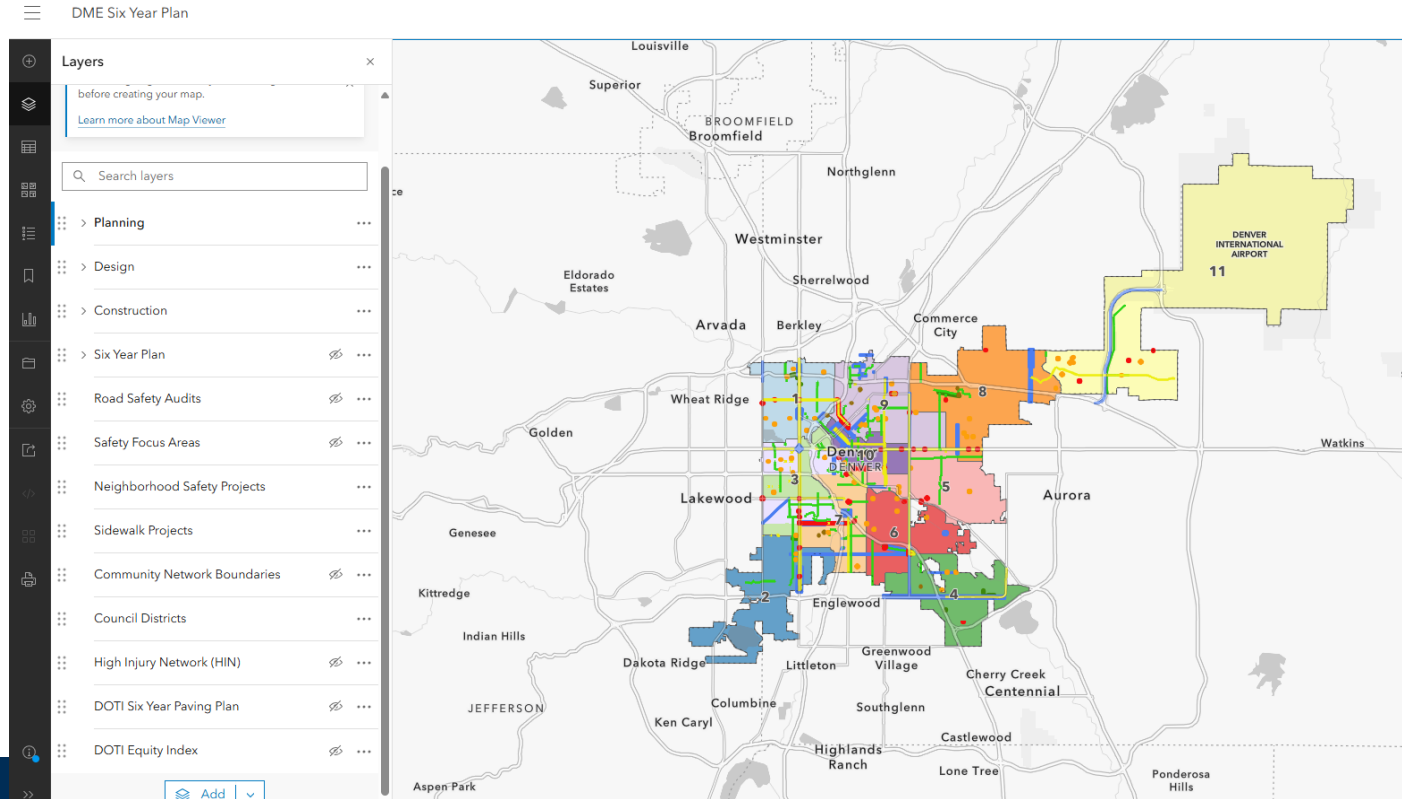 DME Six Year Plan
Layers
before creating your map.
Learn more about Map Viewer
Search layers
Planning
Design
Construction
Six Year Plan
Road Safety Audits
Safety Focus Areas
Neighborhood Safety Projects
Sidewalk Projects
Community Network Boundaries
Council Districts
High Injury Network (HIN)
DOTI Six Year Paving Plan
DOTI Equity Index
Add
Louisville
Superior
BROOMFIELD
Broomfield
Northglenn
Westminster
Sherrelwood
Eldorado
Estates
DENVER
INTERNATIONAL
AIRPORT
11
Arvada
Berkley
Commerce
City
Wheat Ridge
1
9
8
Golden
Denver
10
DENVER
Watkins
3
5
Lakewood
Aurora
7
6
Genesee
Kittredge
2
Englewood
4
Indian Hills
Dakota Ridge
Littleton
Greenwood
Village
Cherry Creek
Centennial
JEFFERSON
Columbine
Ken Caryl
Southglenn
Castlewood
Highlands
Ranch
Lone Tree
Aspen Park
Ponderosa
Hills